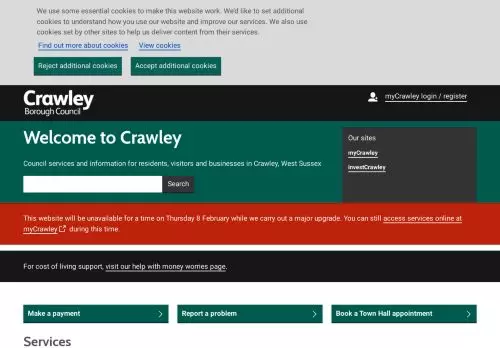 We use some essential cookies to make this website work. We'd like to set additional
cookies to understand how you use our website and improve our services. We also use
cookies set by other sites to help us deliver content from their services.
Find out more about cookies View cookies
Reject additional cookies Accept additional cookies
Crawley
Borough Council
myCrawley login / register
Welcome to Crawley
Council services and information for residents, visitors and businesses in Crawley, West Sussex
Search
Our sites
myCrawley
investCrawley
This website will be unavailable for a time on Thursday 8 February while we carry out a major upgrade. You can still access services online at
myCrawley during this time.
For cost of living support, visit our help with money worries page.
Make a payment Report a problem Book a Town Hall appointment
Services